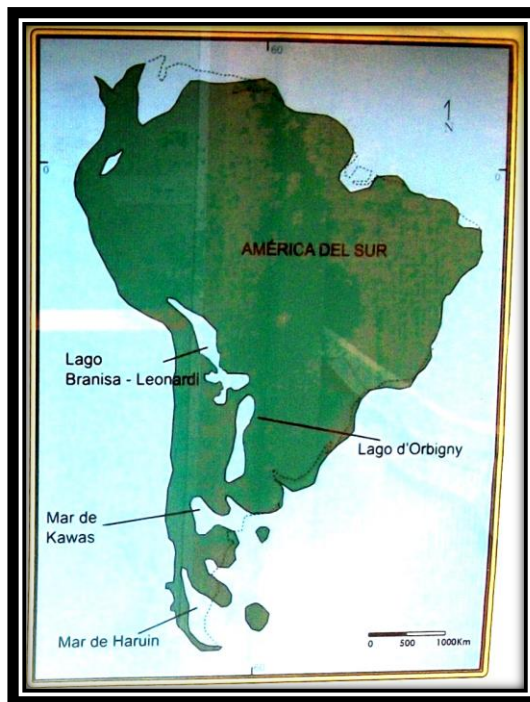 60
N
0
0
AMÉRICA DEL SUR
Lago
Branisa - Leonardi
Lago d'Orbigny
Mar de
Kawas
Mar de Haruin
0 500 1000Km
60